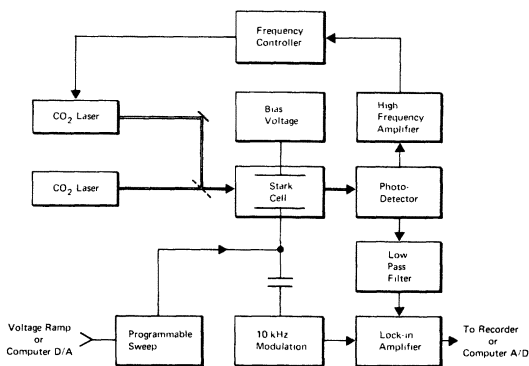 Frequency
Controller
CO2 Laser
Bias
Voltage
High
Frequency
Amplifier
CO2 Laser
Stark
Cell
Photo-
Detector
Low
Pass
Filter
Voltage Ramp
or
Computer D/A
Programmable
Sweep
10 kHz
Modulation
Lock-in
Amplifier
To Recorder
or
Computer A/D